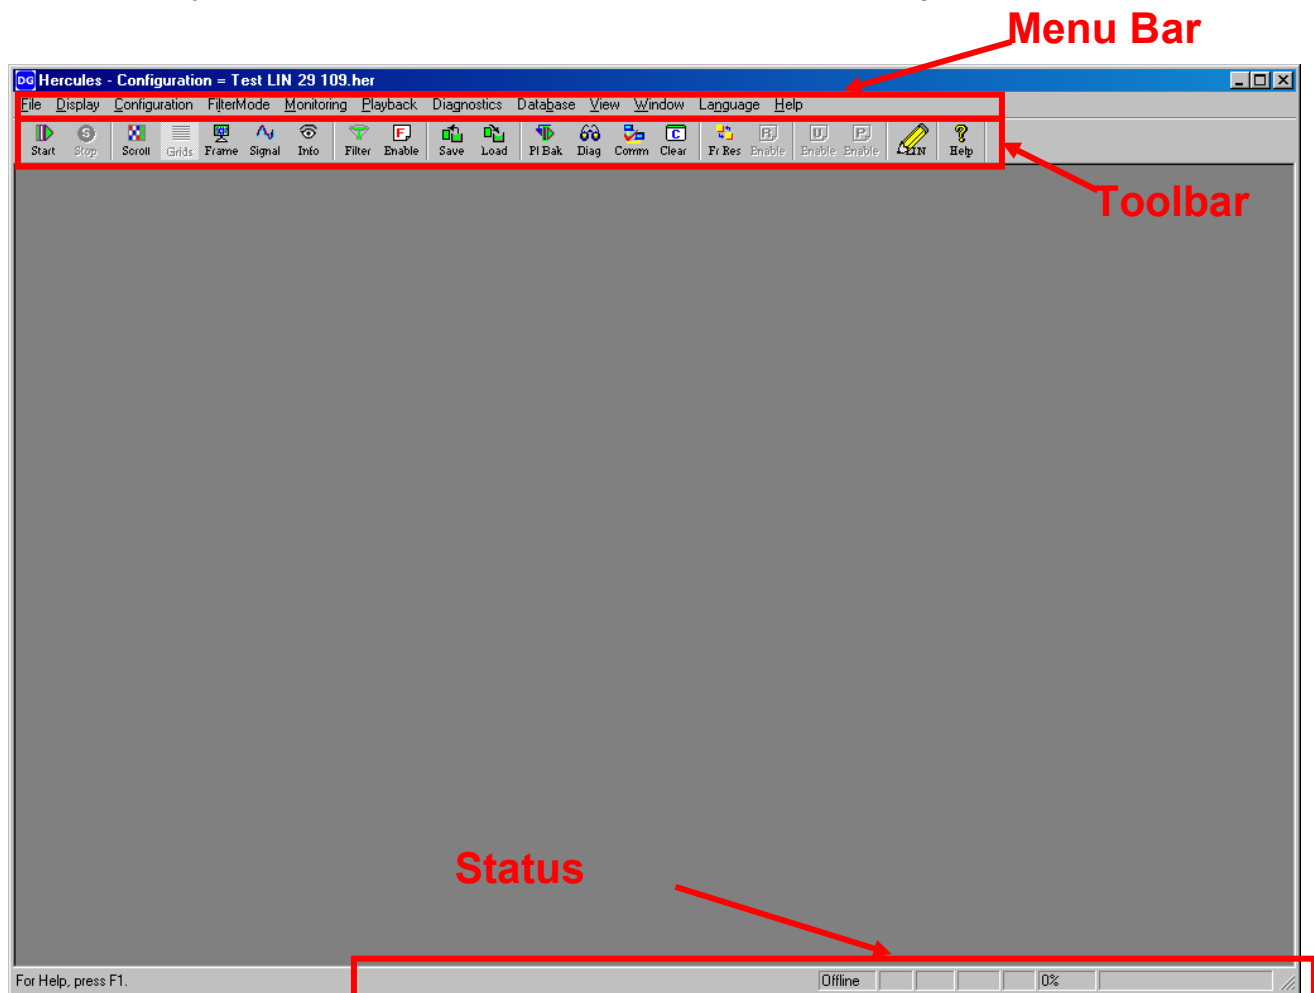 Menu Bar
DG Hercules - Configuration = Test LIN 29 109.her
File Display Configuration FilterMode Monitoring Playback Diagnostics Database View Window Language Help
Start Stop Scroll Grids Frame Signal Info Filter Enable Save Load Pl Bak Diag Comm Clear Fr Res Enable Enable Enable LIN Help
Toolbar
Status
For Help, press F1. Offline 0%